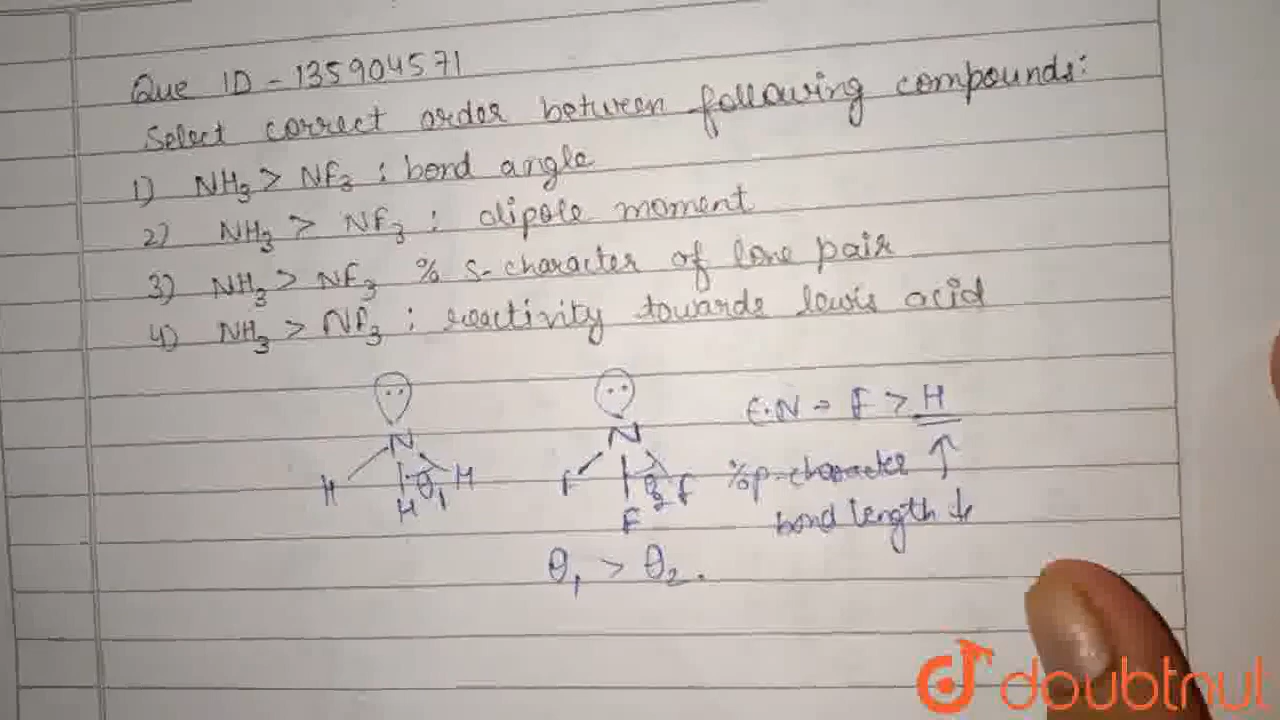 Que ID - 135904571
Select correct order between following compounds:
1) NH3 > NF3 : bond angle
2) NH3 > NF3 : dipole moment
3) NH3 > NF3 % s-character of lone pair
4) NH3 > NF3 : reactivity towards lewis acid
N
H H H θ1
N
F F F θ2
E.N → F > H
%p-character ↑
bond length ↓
θ1 > θ2.
doubtnut